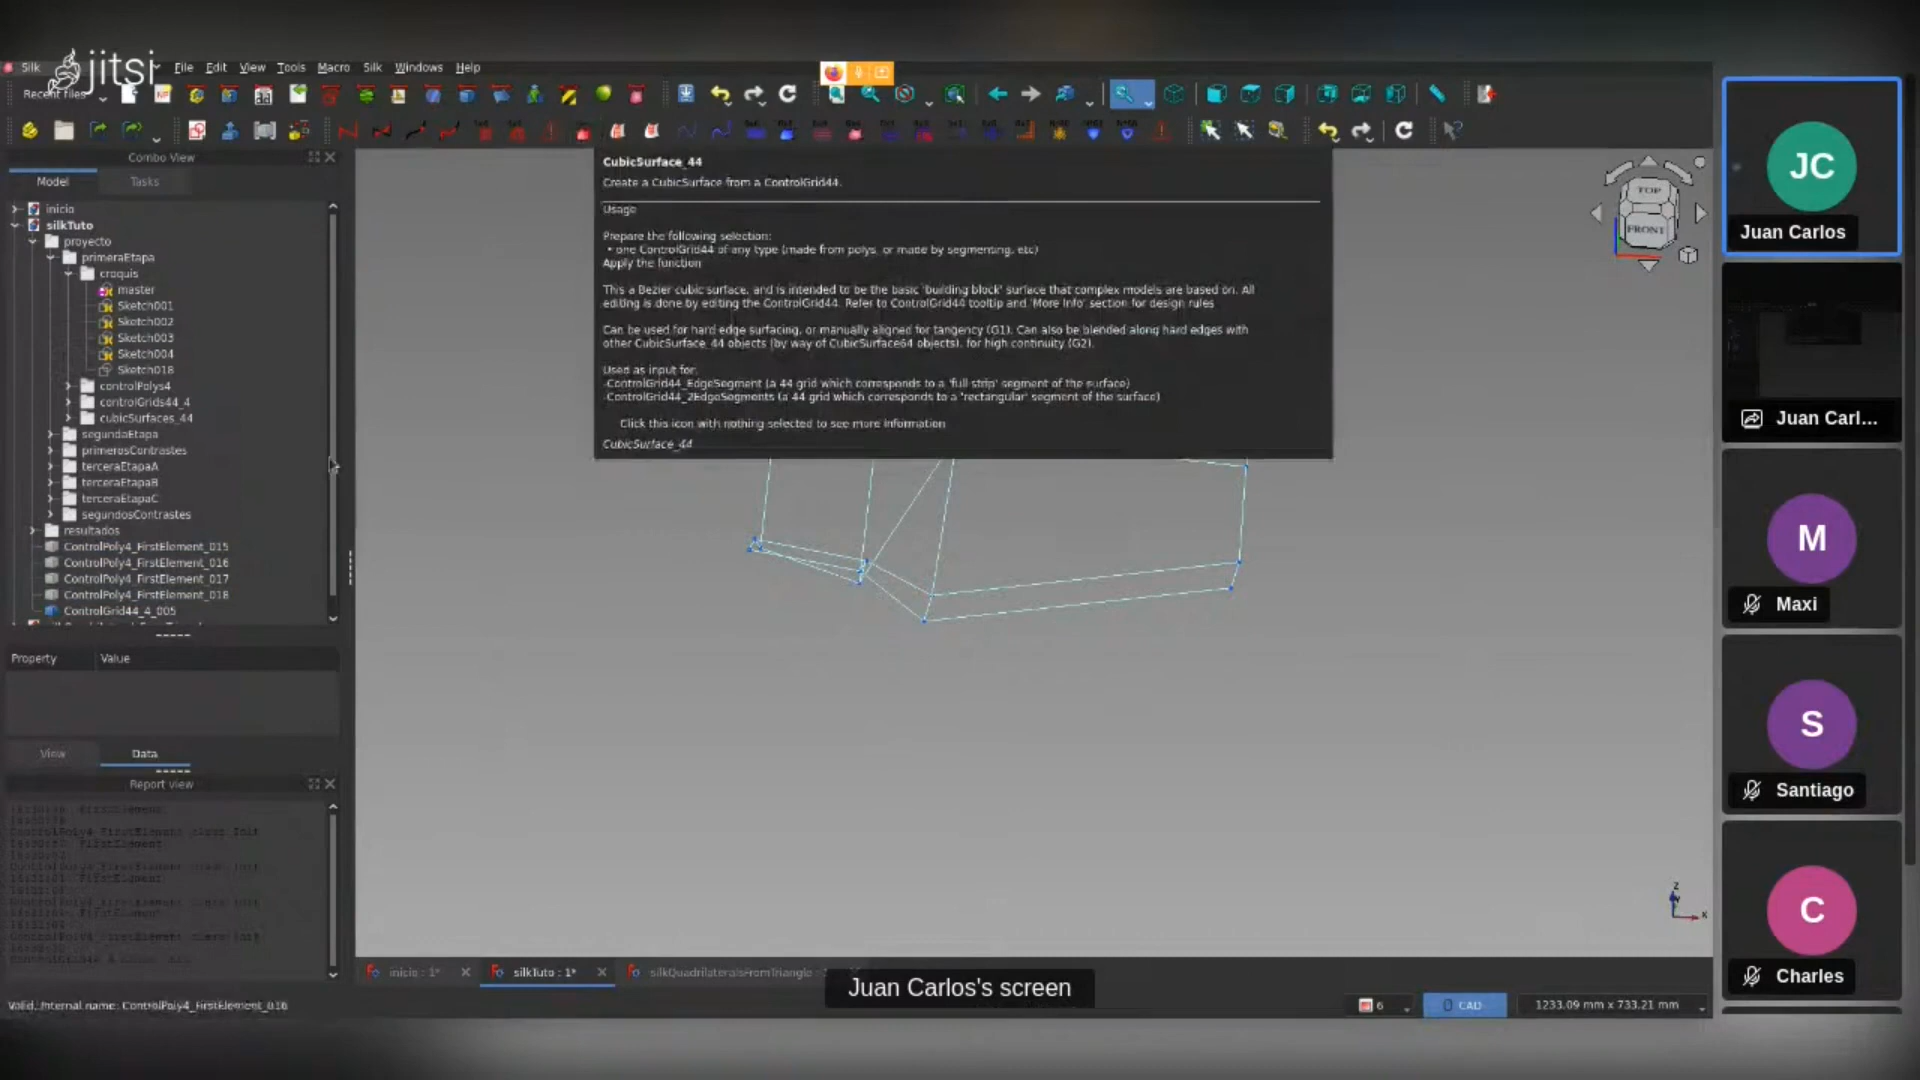 Silk
jitsi
File Edit View Tools Macro Silk Windows Help
Recent files
Combo View
Model Tasks
inicio
silkTuto
proyecto
primeraEtapa
croquis
master
Sketch001
Sketch002
Sketch003
Sketch004
Sketch018
controlPolys4
controlGrids44_4
cubicSurfaces_44
segundaEtapa
primerosContrastes
terceraEtapaA
terceraEtapaB
terceraEtapaC
segundosContrastes
resultados
ControlPoly4_FirstElement_015
ControlPoly4_FirstElement_016
ControlPoly4_FirstElement_017
ControlPoly4_FirstElement_018
ControlGrid44_4_005
Property Value
View Data
Report view
Valid, Internal name: ControlPoly4_FirstElement_016
CubicSurface_44
Create a CubicSurface from a ControlGrid44.
Usage
Prepare the following selection:
• one ControlGrid44 of any type (made from polys, or made by segmenting, etc)
Apply the function
This a Bezier cubic surface, and is intended to be the basic 'building block' surface that complex models are based on. All
editing is done by editing the ControlGrid44. Refer to ControlGrid44 tooltip and 'More Info' section for design rules
Can be used for hard edge surfacing, or manually aligned for tangency (G1). Can also be blended along hard edges with
other CubicSurface_44 objects (by way of CubicSurface64 objects), for high continuity (G2).
Used as input for:
-ControlGrid44_EdgeSegment (a 44 grid which corresponds to a 'full strip' segment of the surface)
-ControlGrid44_2EdgeSegments (a 44 grid which corresponds to a 'rectangular' segment of the surface)
Click this icon with nothing selected to see more information
CubicSurface_44
TOP
FRONT
Z
X
inicio : 1*
silkTuto : 1*
silkQuadrilateralsFromTriangle :
Juan Carlos's screen
6
CAD
1233.09 mm x 733.21 mm
JC
Juan Carlos
Juan Carl...
M
Maxi
S
Santiago
C
Charles